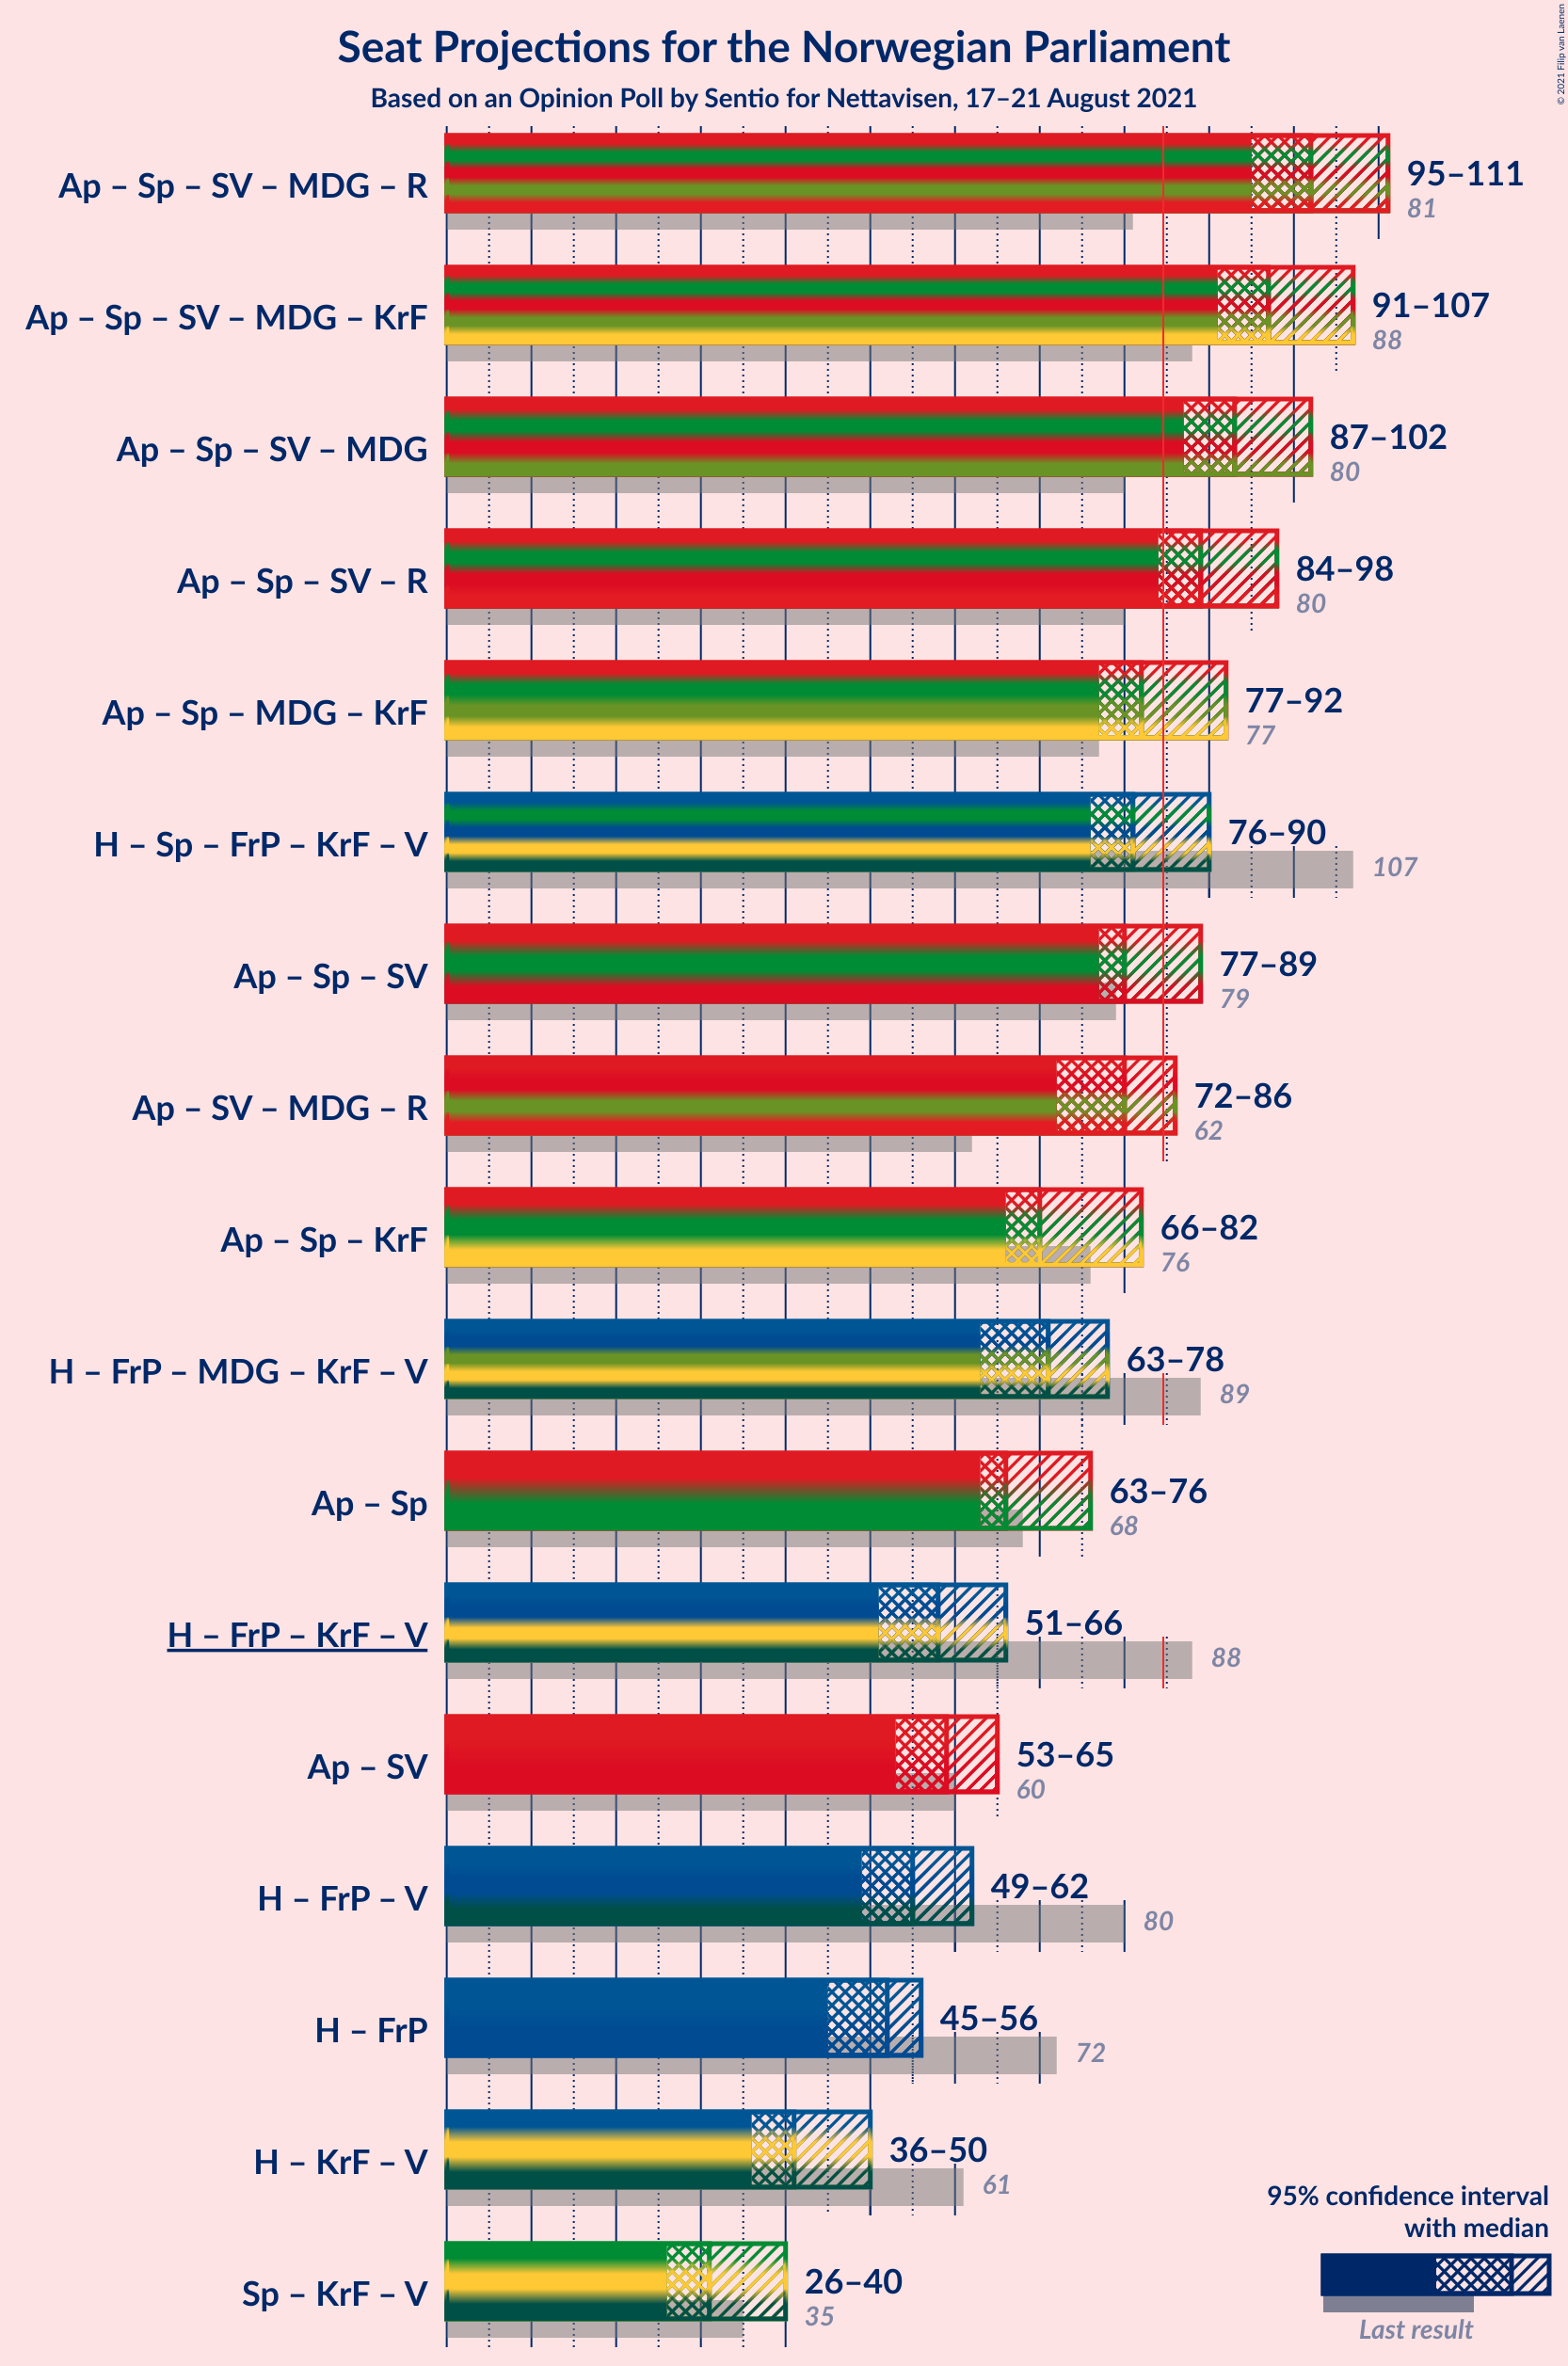 © 2021 Filip van Laenen
Seat Projections for the Norwegian Parliament
Based on an Opinion Poll by Sentio for Nettavisen, 17–21 August 2021
Ap – Sp – SV – MDG – R
95–111
81
Ap – Sp – SV – MDG – KrF
91–107
88
Ap – Sp – SV – MDG
87–102
80
Ap – Sp – SV – R
84–98
80
Ap – Sp – MDG – KrF
77–92
77
H – Sp – FrP – KrF – V
76–90
107
Ap – Sp – SV
77–89
79
Ap – SV – MDG – R
72–86
62
Ap – Sp – KrF
66–82
76
H – FrP – MDG – KrF – V
63–78
89
Ap – Sp
63–76
68
H – FrP – KrF – V
51–66
88
Ap – SV
53–65
60
H – FrP – V
49–62
80
H – FrP
45–56
72
H – KrF – V
36–50
61
Sp – KrF – V
26–40
35
95% confidence interval
with median
Last result